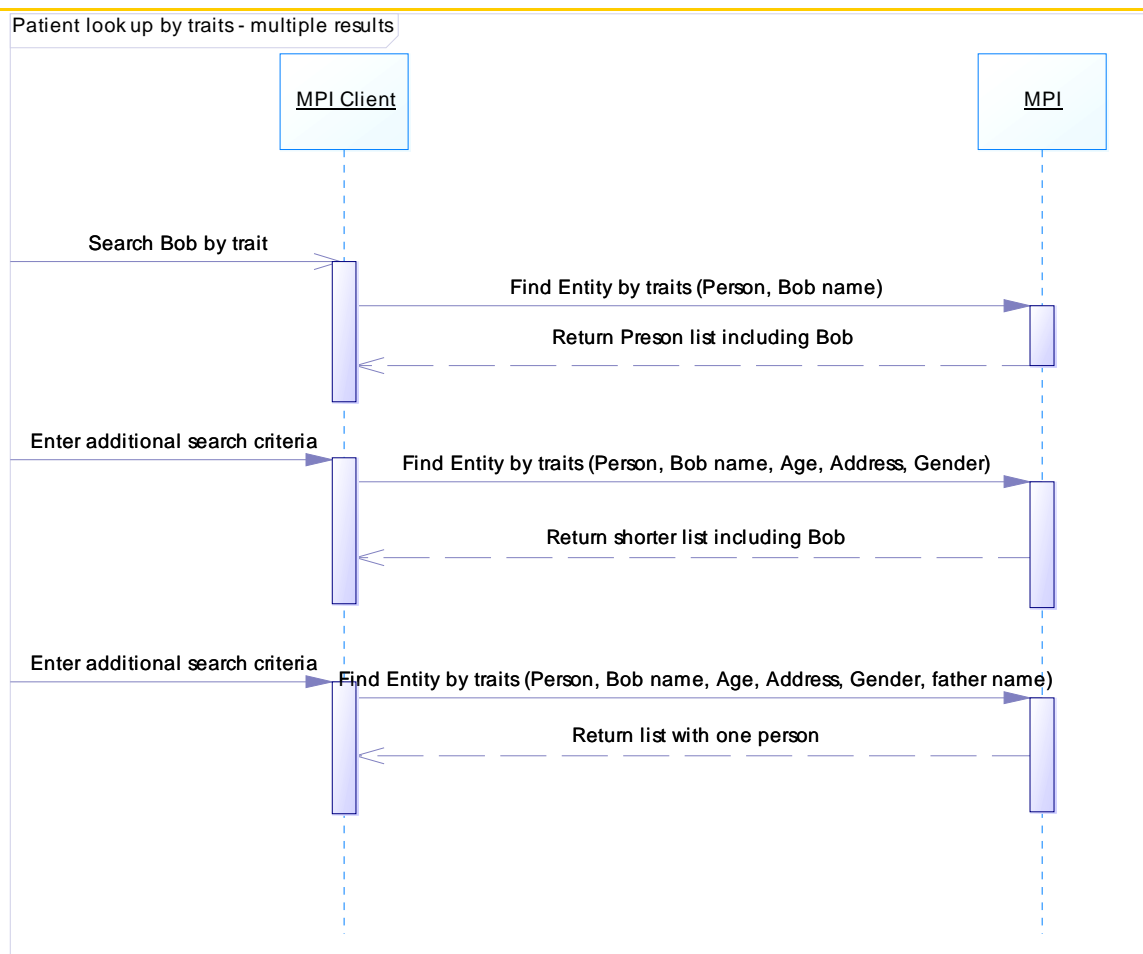 Patient look up by traits - multiple results
MPI Client
MPI
Search Bob by trait
Find Entity by traits (Person, Bob name)
Return Preson list including Bob
Enter additional search criteria
Find Entity by traits (Person, Bob name, Age, Address, Gender)
Return shorter list including Bob
Enter additional search criteria
Find Entity by traits (Person, Bob name, Age, Address, Gender, father name)
Return list with one person